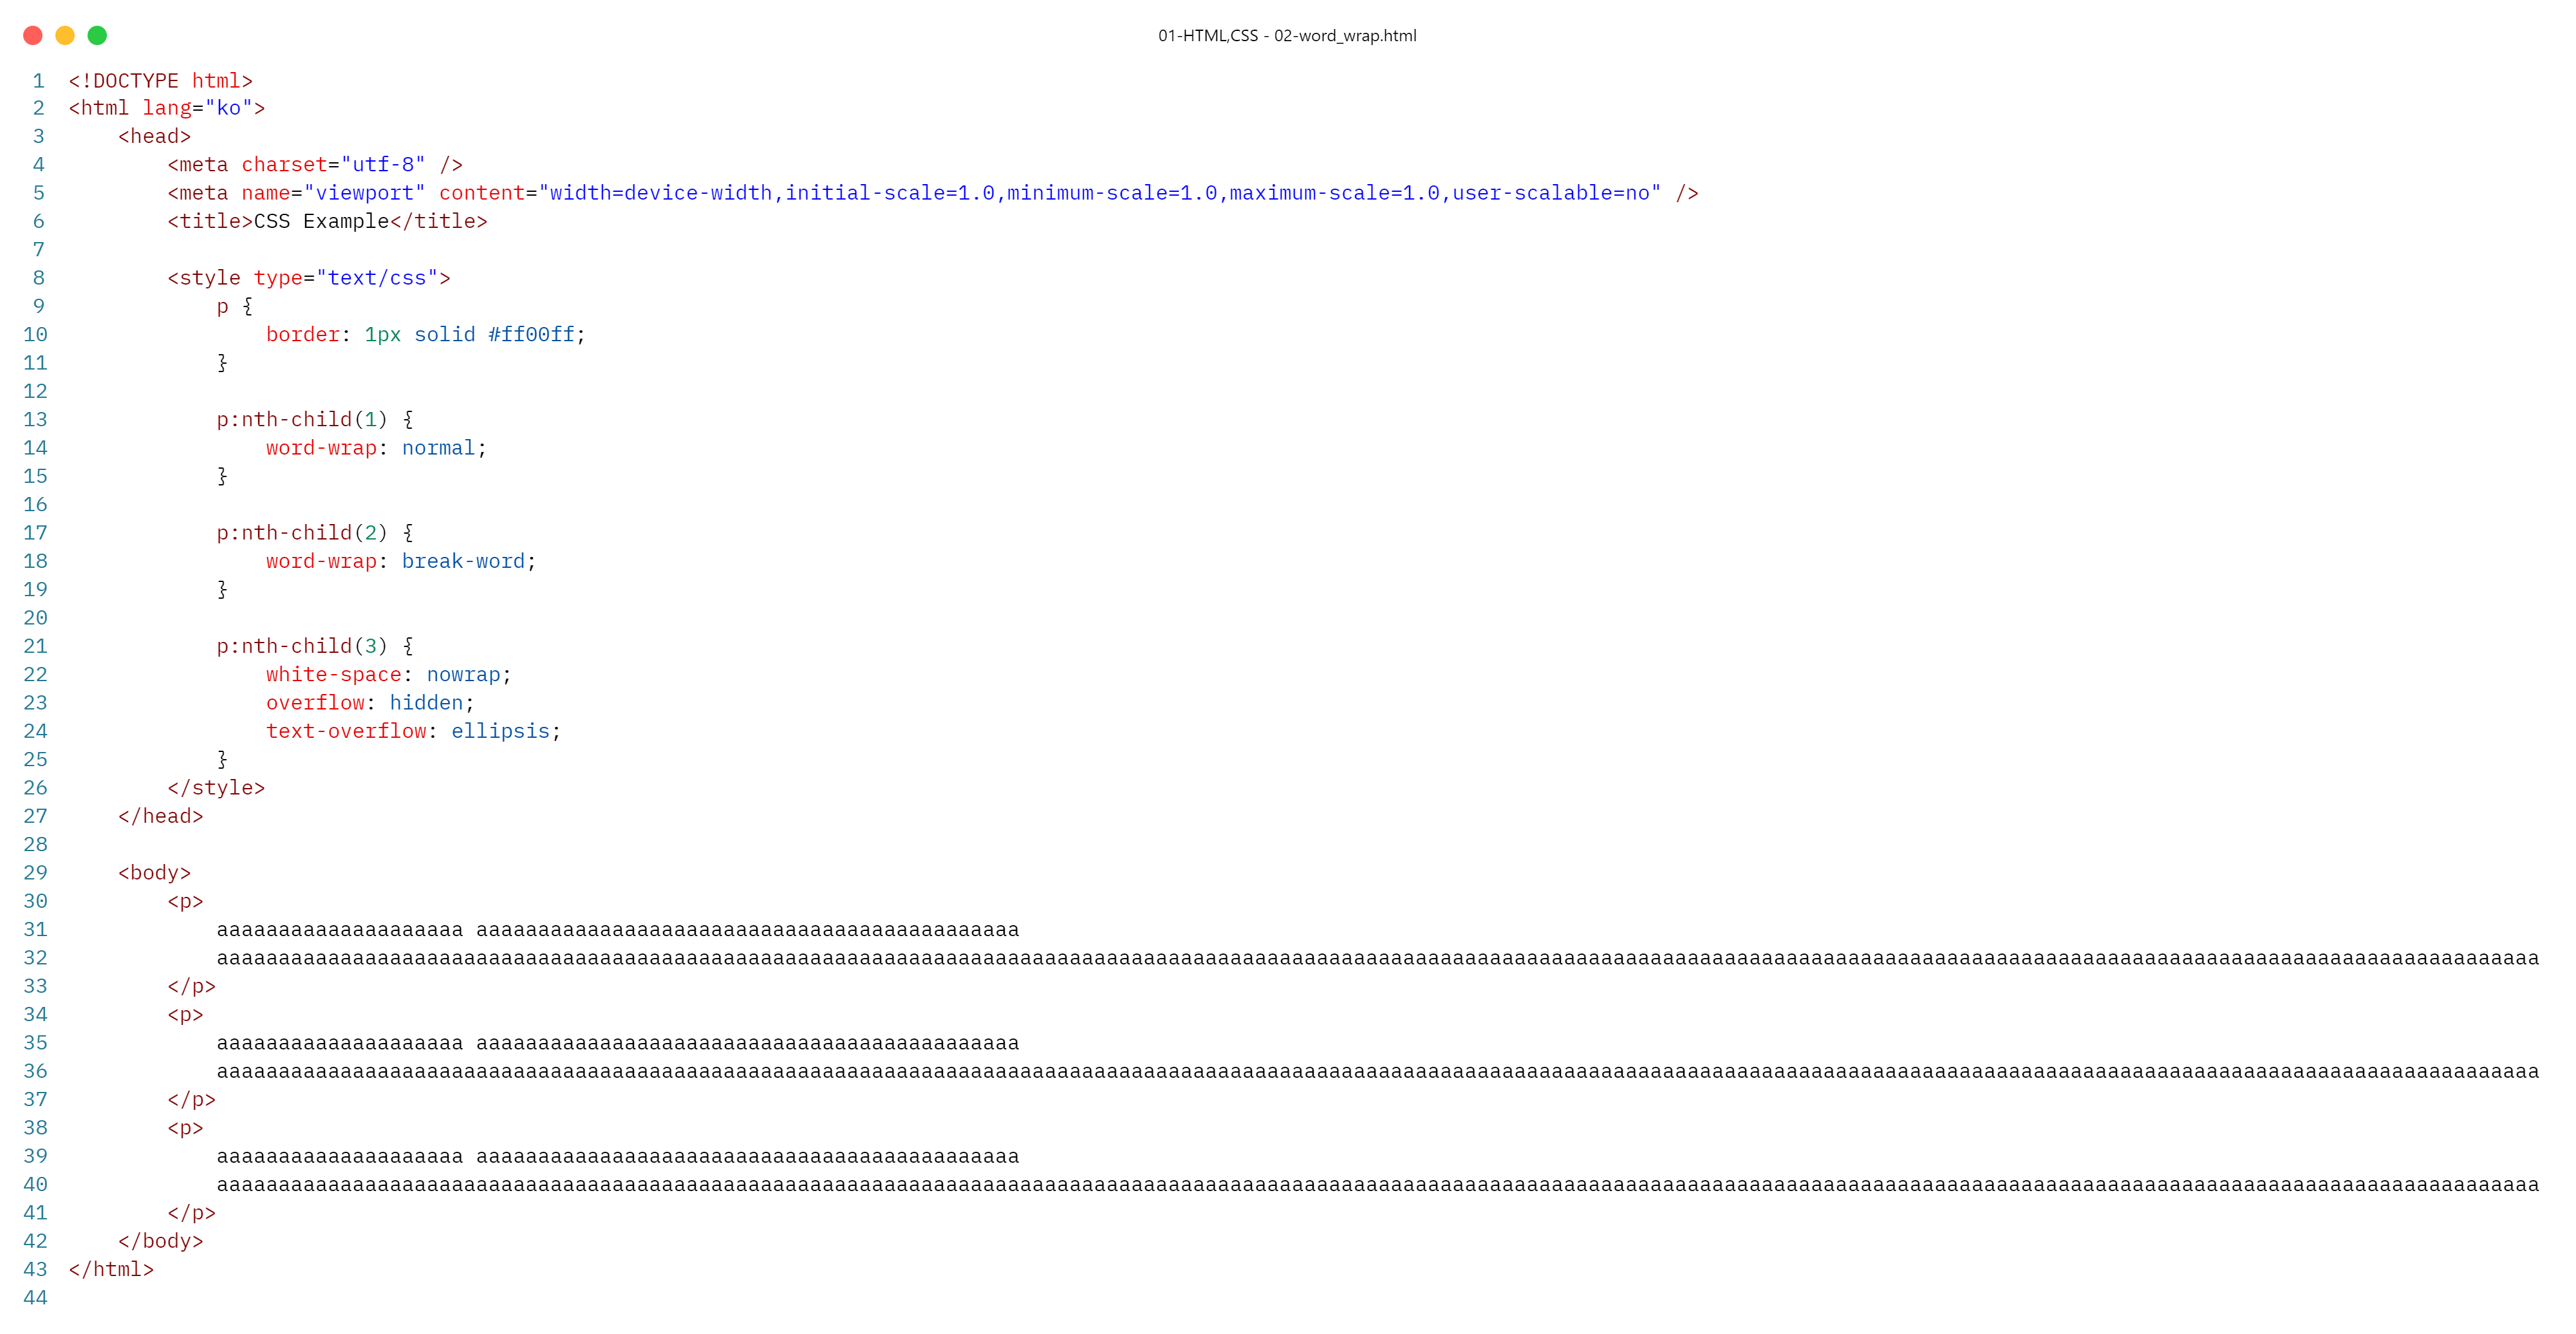 01-HTML,CSS - 02-word_wrap.html
1 <!DOCTYPE html>
2 <html lang="ko">
3     <head>
4         <meta charset="utf-8" />
5         <meta name="viewport" content="width=device-width,initial-scale=1.0,minimum-scale=1.0,maximum-scale=1.0,user-scalable=no" />
6         <title>CSS Example</title>
7
8         <style type="text/css">
9             p {
10                 border: 1px solid #ff00ff;
11             }
12
13             p:nth-child(1) {
14                 word-wrap: normal;
15             }
16
17             p:nth-child(2) {
18                 word-wrap: break-word;
19             }
20
21             p:nth-child(3) {
22                 white-space: nowrap;
23                 overflow: hidden;
24                 text-overflow: ellipsis;
25             }
26         </style>
27     </head>
28
29     <body>
30         <p>
31             aaaaaaaaaaaaaaaaaaaa aaaaaaaaaaaaaaaaaaaaaaaaaaaaaaaaaaaaaaaaaaaa
32             aaaaaaaaaaaaaaaaaaaaaaaaaaaaaaaaaaaaaaaaaaaaaaaaaaaaaaaaaaaaaaaaaaaaaaaaaaaaaaaaaaaaaaaaaaaaaaaaaaaaaaaaaaaaaaaaaaaaaaaaaaaaaaaaaaaaaaaaaaaaaaaaaaaaaaaaaaaaaaaaaaaaaaaaaaaaaaaaaaaaaaaa
33         </p>
34         <p>
35             aaaaaaaaaaaaaaaaaaaa aaaaaaaaaaaaaaaaaaaaaaaaaaaaaaaaaaaaaaaaaaaa
36             aaaaaaaaaaaaaaaaaaaaaaaaaaaaaaaaaaaaaaaaaaaaaaaaaaaaaaaaaaaaaaaaaaaaaaaaaaaaaaaaaaaaaaaaaaaaaaaaaaaaaaaaaaaaaaaaaaaaaaaaaaaaaaaaaaaaaaaaaaaaaaaaaaaaaaaaaaaaaaaaaaaaaaaaaaaaaaaaaaaaaaaa
37         </p>
38         <p>
39             aaaaaaaaaaaaaaaaaaaa aaaaaaaaaaaaaaaaaaaaaaaaaaaaaaaaaaaaaaaaaaaa
40             aaaaaaaaaaaaaaaaaaaaaaaaaaaaaaaaaaaaaaaaaaaaaaaaaaaaaaaaaaaaaaaaaaaaaaaaaaaaaaaaaaaaaaaaaaaaaaaaaaaaaaaaaaaaaaaaaaaaaaaaaaaaaaaaaaaaaaaaaaaaaaaaaaaaaaaaaaaaaaaaaaaaaaaaaaaaaaaaaaaaaaaa
41         </p>
42     </body>
43 </html>
44